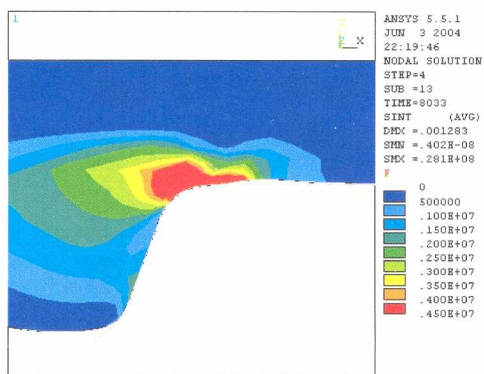 1
Y
Z X
ANSYS 5.5.1
JUN 3 2004
22:19:46
NODAL SOLUTION
STEP=4
SUB =13
TIME=8033
SINT (AVG)
DMX =.001283
SMN =.402E-08
SMX =.281E+08
F
0
500000
.100E+07
.150E+07
.200E+07
.250E+07
.300E+07
.350E+07
.400E+07
.450E+07